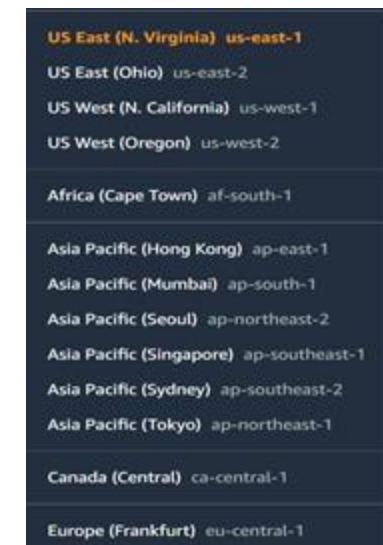 US East (N. Virginia) us-east-1
US East (Ohio) us-east-2
US West (N. California) us-west-1
US West (Oregon) us-west-2
Africa (Cape Town) af-south-1
Asia Pacific (Hong Kong) ap-east-1
Asia Pacific (Mumbai) ap-south-1
Asia Pacific (Seoul) ap-northeast-2
Asia Pacific (Singapore) ap-southeast-1
Asia Pacific (Sydney) ap-southeast-2
Asia Pacific (Tokyo) ap-northeast-1
Canada (Central) ca-central-1
Europe (Frankfurt) eu-central-1